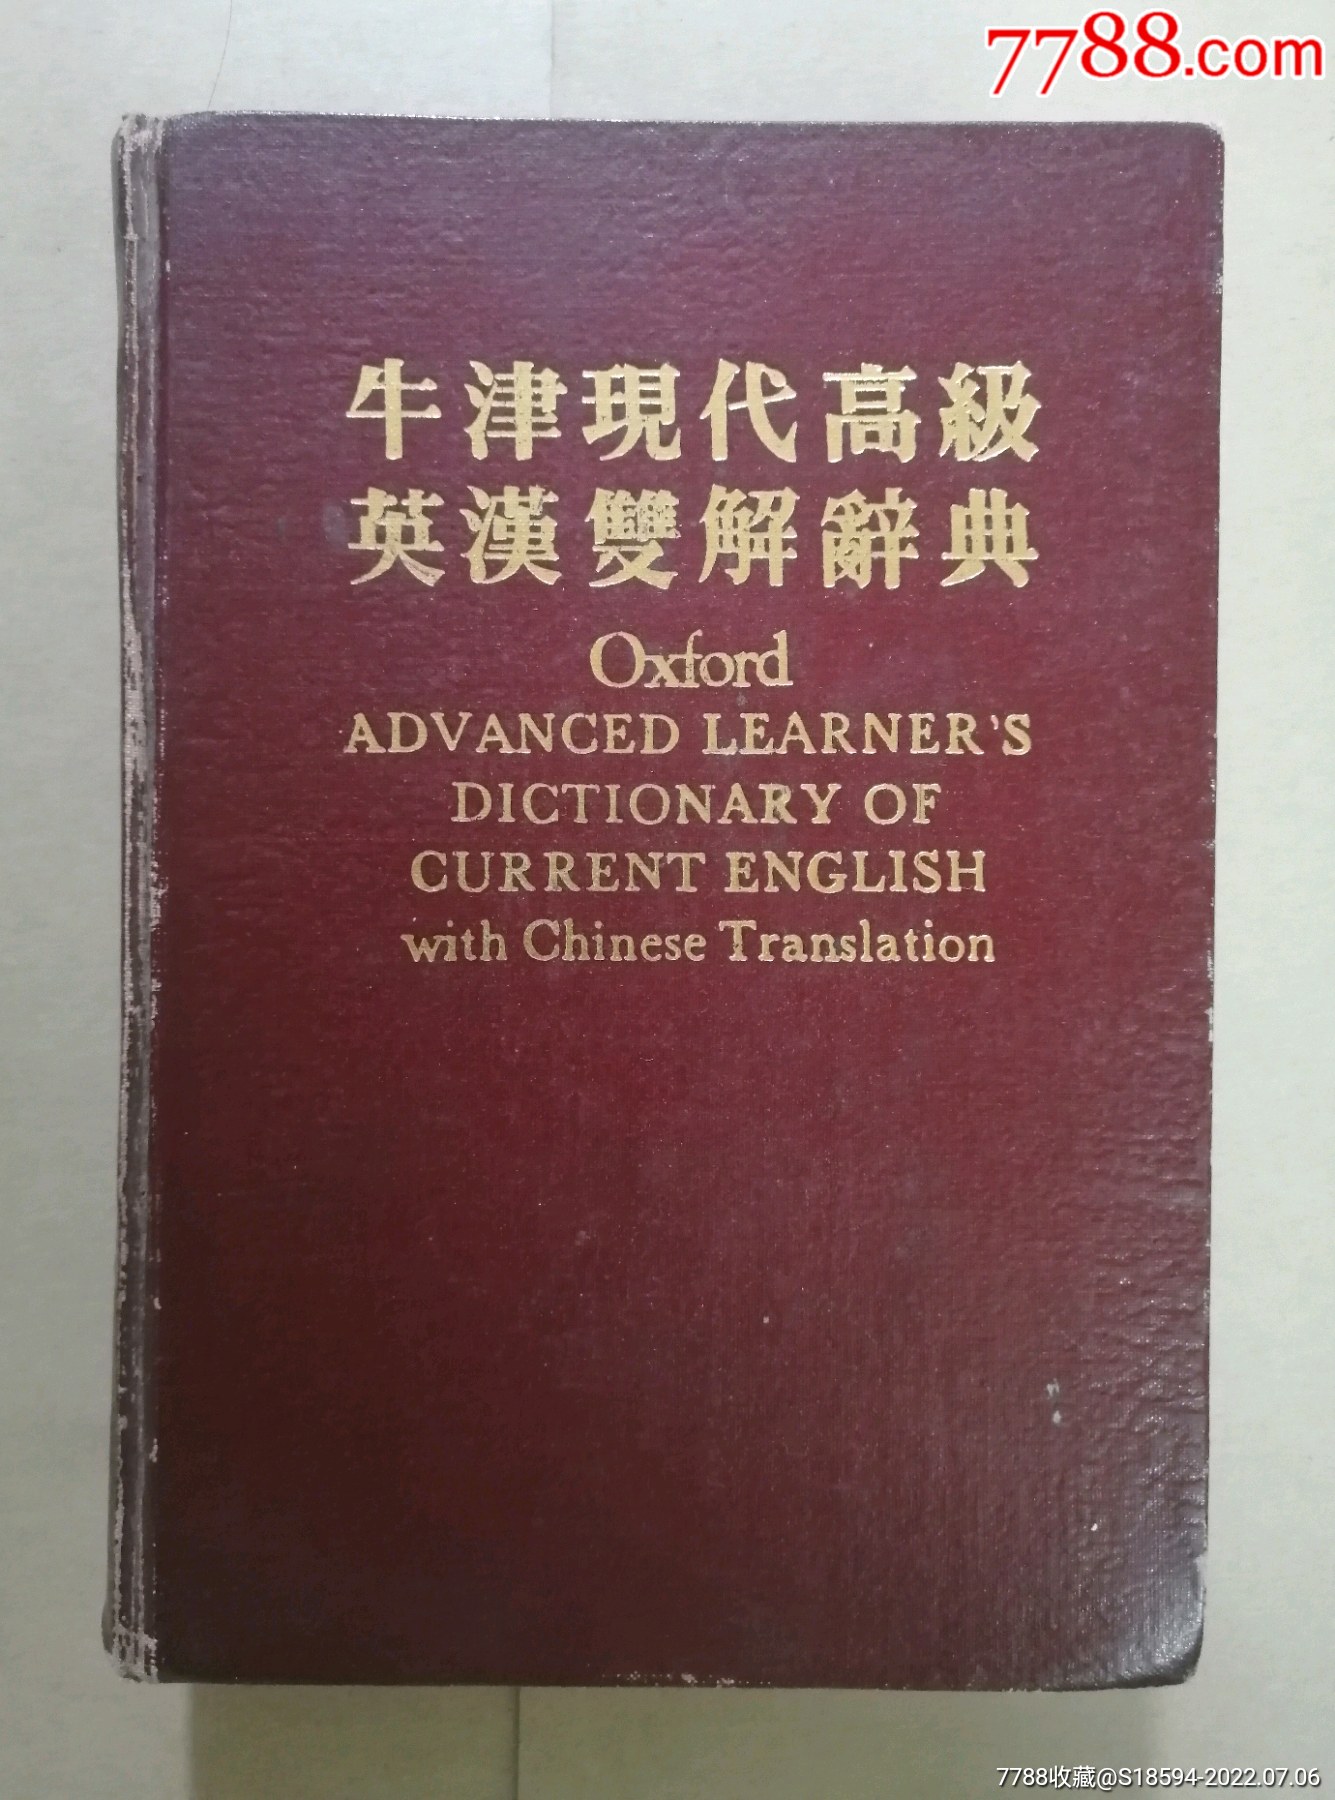 7788.com
牛津現代高級
英漢雙解辭典
Oxford
ADVANCED LEARNER'S
DICTIONARY OF
CURRENT ENGLISH
with Chinese Translation
7788收藏@S18594-2022.07.06